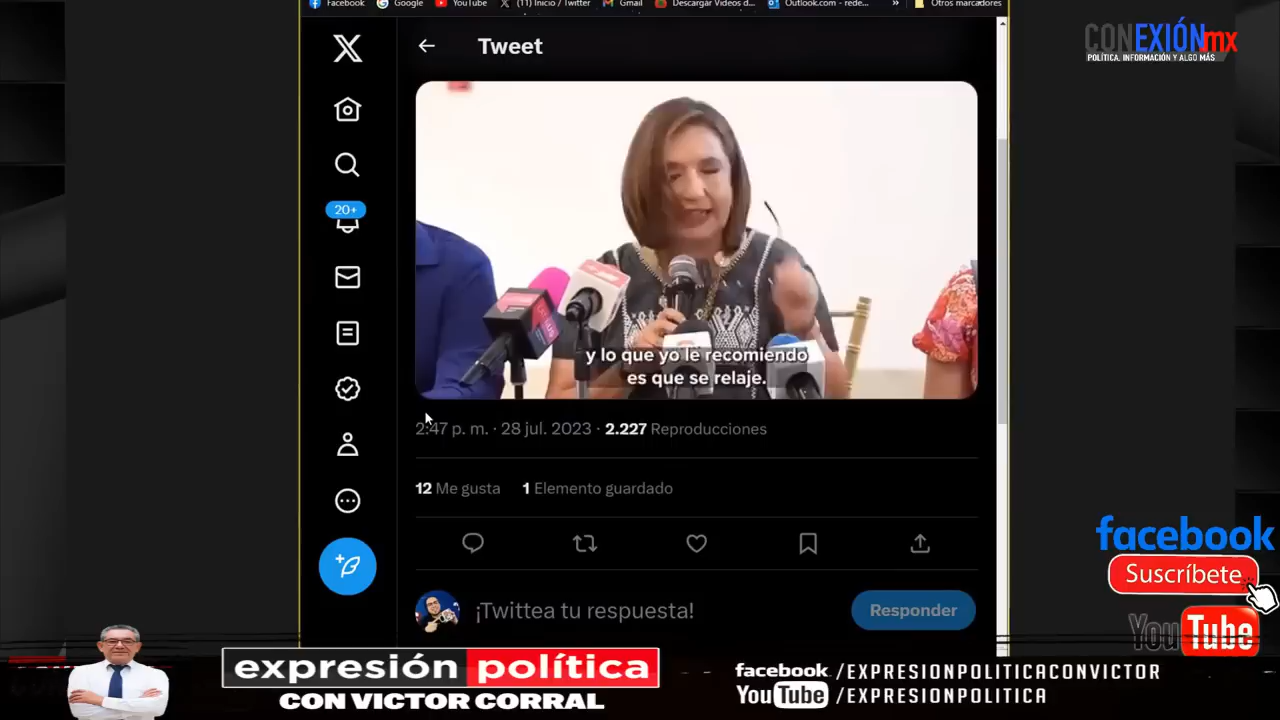 Facebook
Google
YouTube
(11) Inicio / Twitter
Gmail
Descargar Videos d...
Outlook.com - rede...
»
Otros marcadores
CONEXIÓN mx
POLÍTICA, INFORMACIÓN Y ALGO MÁS
Tweet
20+
y lo que yo le recomiendo
es que se relaje.
2:47 p. m. · 28 jul. 2023 · 2.227 Reproducciones
12 Me gusta 1 Elemento guardado
¡Twittea tu respuesta!
Responder
facebook
Suscríbete
YouTube
expresión política
CON VICTOR CORRAL
facebook /EXPRESIONPOLITICACONVICTOR
YouTube /EXPRESIONPOLITICA